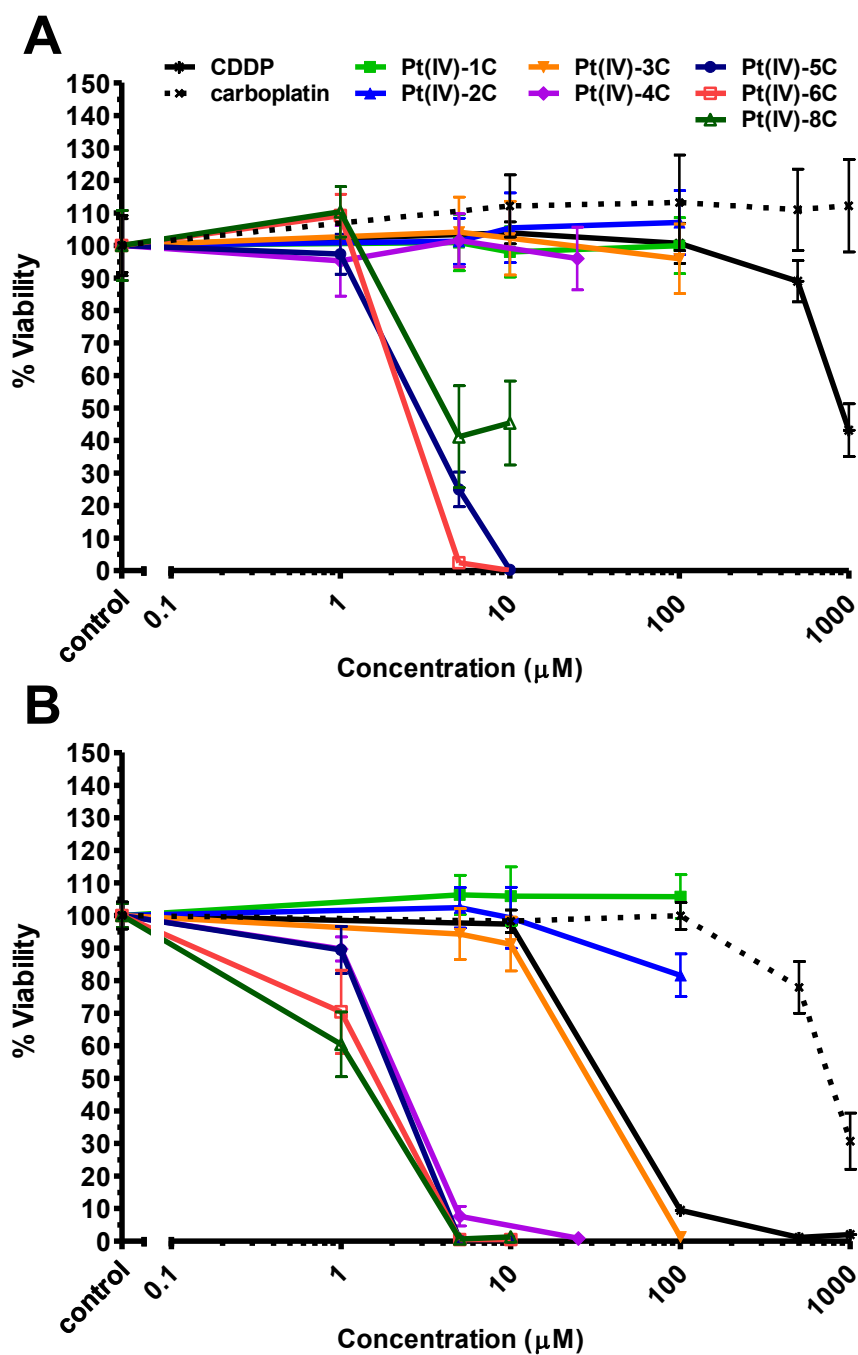 A
CDDP Pt(IV)-1C Pt(IV)-3C Pt(IV)-5C
carboplatin Pt(IV)-2C Pt(IV)-4C Pt(IV)-6C
Pt(IV)-8C
150
140
130
120
110
100
90
80
70
60
50
40
30
20
10
0
% Viability
control 0.1 1 10 100 1000
Concentration (μM)
B
150
140
130
120
110
100
90
80
70
60
50
40
30
20
10
0
% Viability
control 0.1 1 10 100 1000
Concentration (μM)